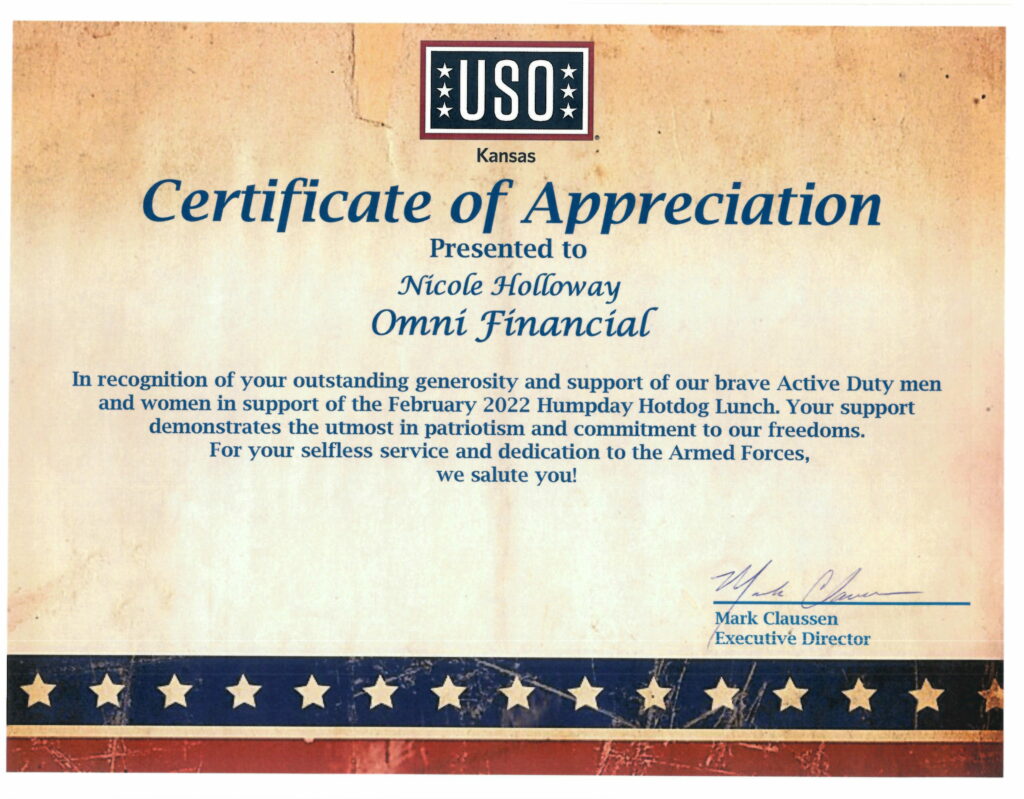 USO
Kansas
Certificate of Appreciation
Presented to
Nicole Holloway
Omni Financial
In recognition of your outstanding generosity and support of our brave Active Duty men
and women in support of the February 2022 Humpday Hotdog Lunch. Your support
demonstrates the utmost in patriotism and commitment to our freedoms.
For your selfless service and dedication to the Armed Forces,
we salute you!
Mark Claussen
Mark Claussen
Executive Director